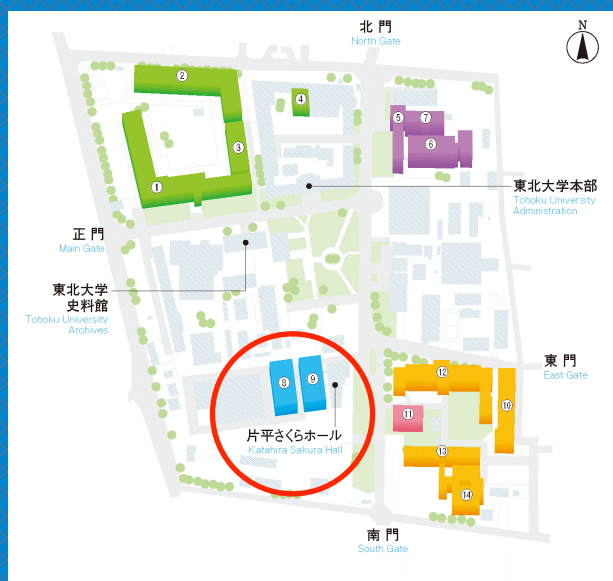 北門
North Gate
N
②
④
⑤
⑦
③
⑥
①
東北大学本部
Tohoku University
Administration
正門
Main Gate
東北大学
史料館
Tohoku University
Archives
東門
East Gate
⑧
⑨
⑫
⑩
⑪
片平さくらホール
Katahira Sakura Hall
⑬
⑭
南門
South Gate